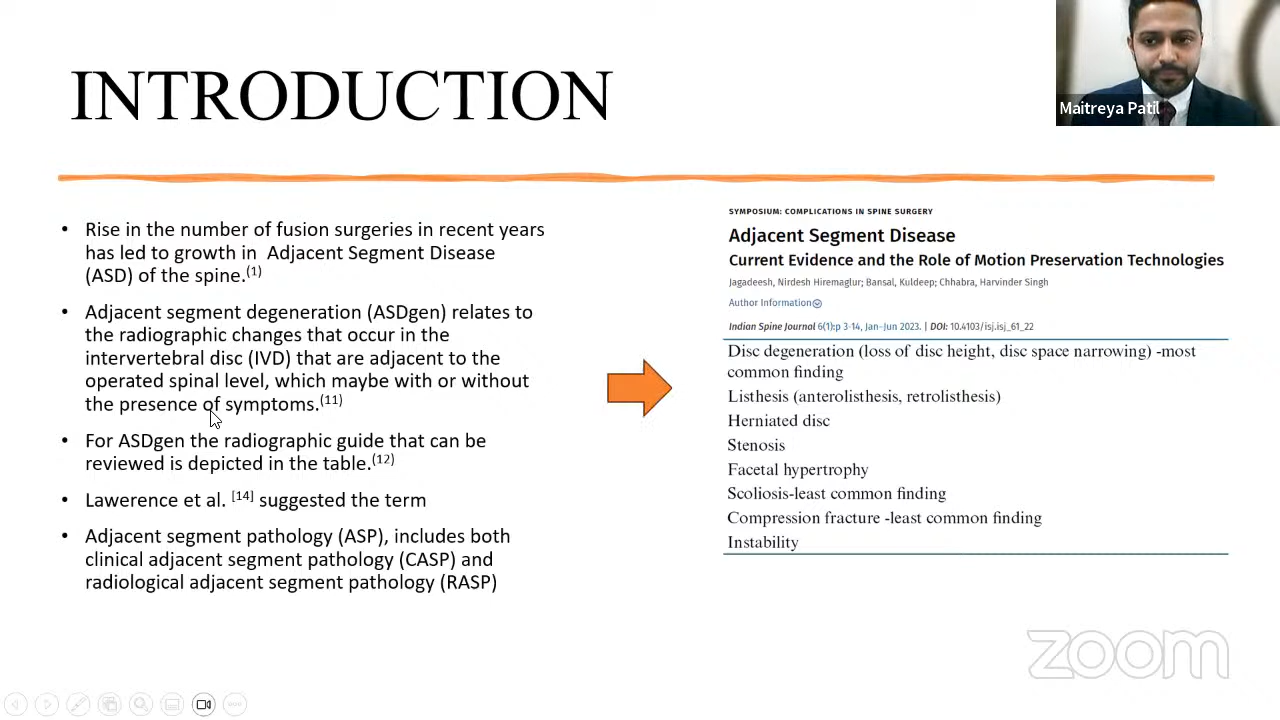 INTRODUCTION
Maitreya Patil
• Rise in the number of fusion surgeries in recent years
has led to growth in  Adjacent Segment Disease
(ASD) of the spine.(1)
• Adjacent segment degeneration (ASDgen) relates to
the radiographic changes that occur in the
intervertebral disc (IVD) that are adjacent to the
operated spinal level, which maybe with or without
the presence of symptoms.(11)
• For ASDgen the radiographic guide that can be
reviewed is depicted in the table.(12)
• Lawerence et al. [14] suggested the term
• Adjacent segment pathology (ASP), includes both
clinical adjacent segment pathology (CASP) and
radiological adjacent segment pathology (RASP)
SYMPOSIUM: COMPLICATIONS IN SPINE SURGERY
Adjacent Segment Disease
Current Evidence and the Role of Motion Preservation Technologies
Jagadeesh, Nirdesh Hiremaglur; Bansal, Kuldeep; Chhabra, Harvinder Singh
Author Information
Indian Spine Journal 6(1):p 3-14, Jan–Jun 2023. | DOI: 10.4103/isj.isj_61_22
Disc degeneration (loss of disc height, disc space narrowing) -most
common finding
Listhesis (anterolisthesis, retrolisthesis)
Herniated disc
Stenosis
Facetal hypertrophy
Scoliosis-least common finding
Compression fracture -least common finding
Instability
zoom